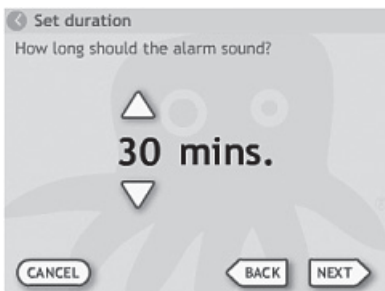 Set duration
How long should the alarm sound?
30 mins.
CANCEL
BACK
NEXT